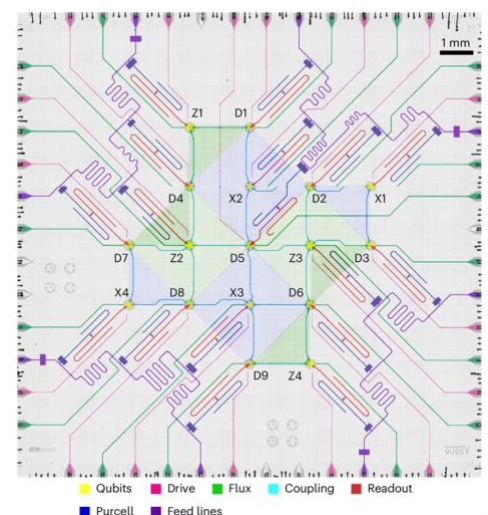 1 mm
Z1 D1
D4 X2 D2 X1
D7 Z2 D5 Z3 D3
X4 D8 X3 D6
D9 Z4
QUDEV
Qubits Drive Flux Coupling Readout
Purcell Feed lines